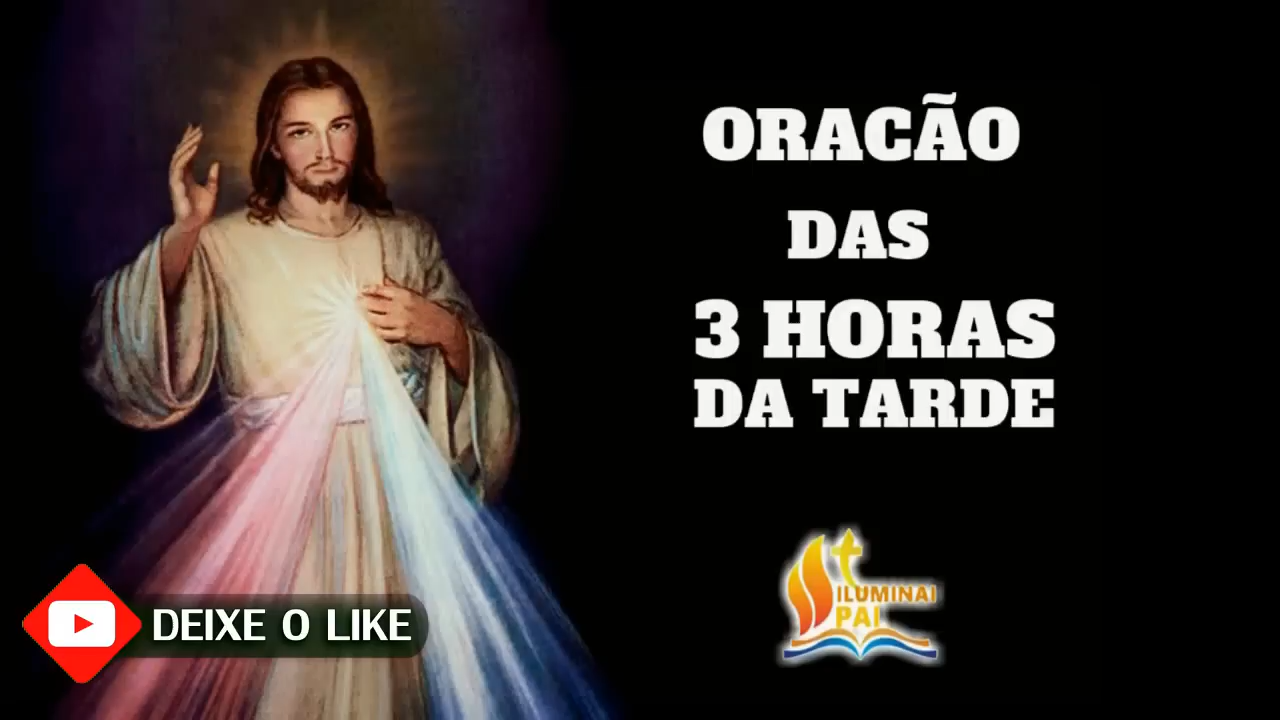 ORACÃO
DAS
3 HORAS
DA TARDE
ILUMINAI
PAI
DEIXE O LIKE